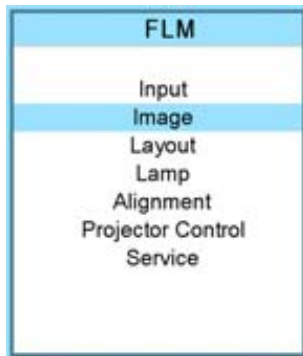 FLM
Input
Image
Layout
Lamp
Alignment
Projector Control
Service